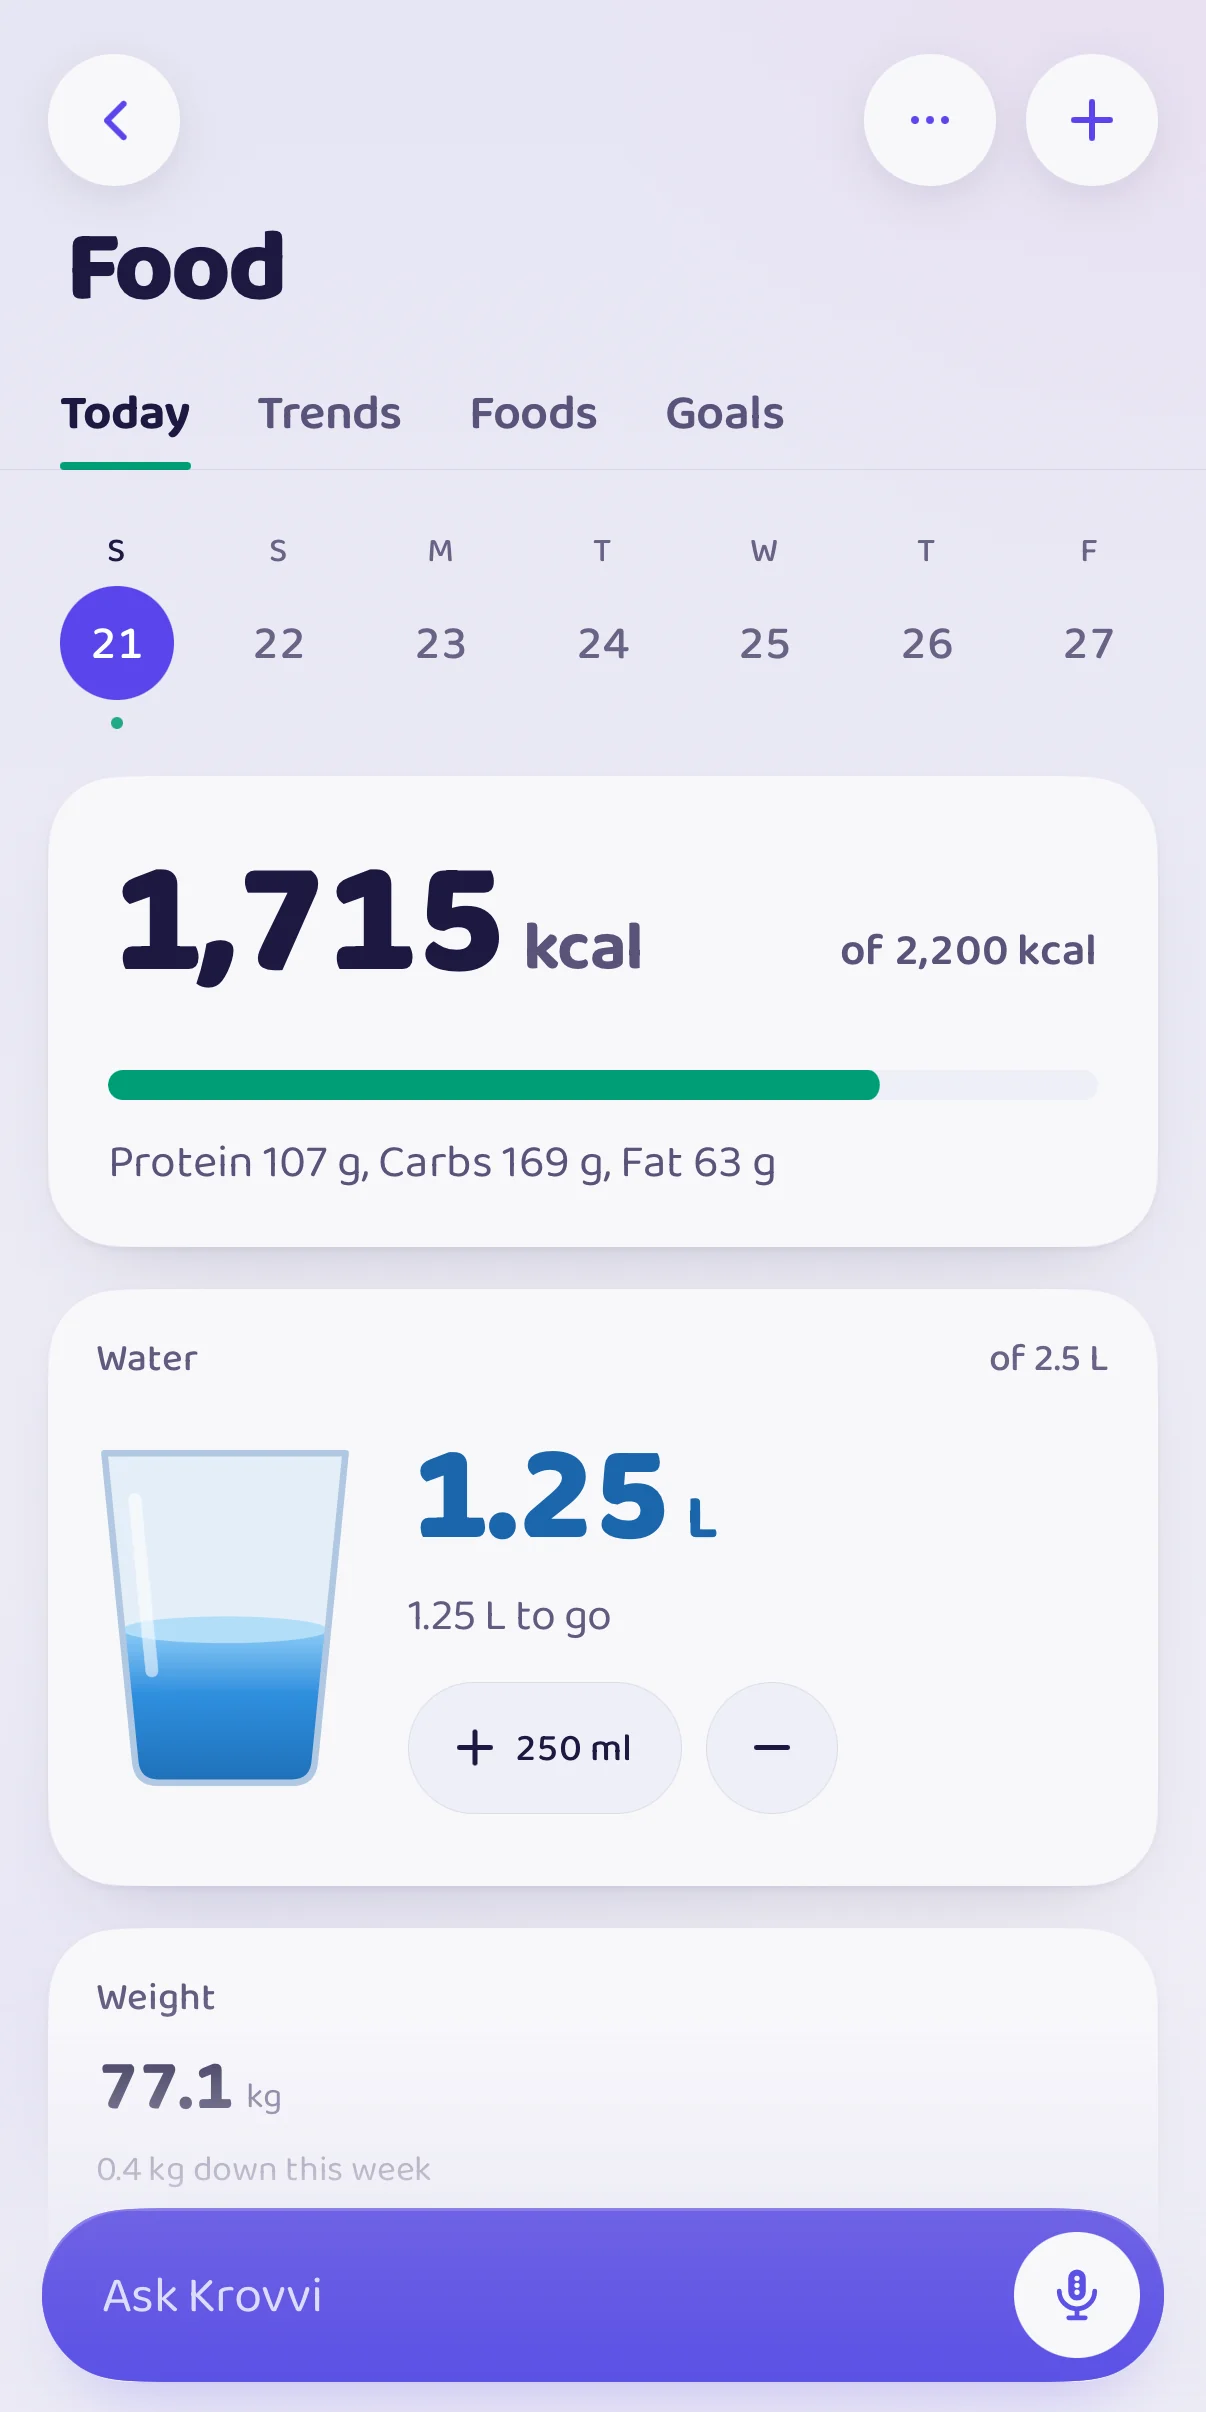 Food
Today Trends Foods Goals
S S M T W T F
21 22 23 24 25 26 27
1,715 kcal of 2,200 kcal
Protein 107 g, Carbs 169 g, Fat 63 g
Water of 2.5 L
1.25 L
1.25 L to go
+ 250 ml −
Weight
77.1 kg
0.4 kg down this week
Ask Krovvi